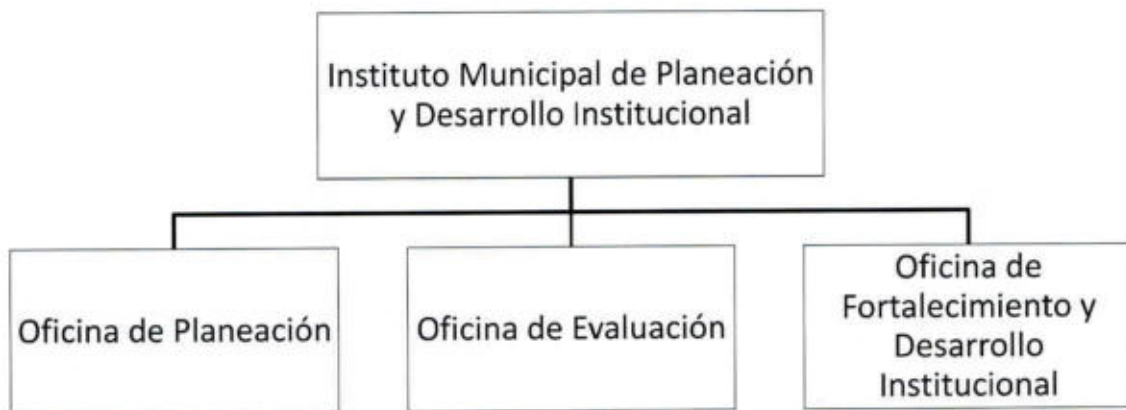 Instituto Municipal de Planeación
y Desarrollo Institucional
Oficina de Planeación
Oficina de Evaluación
Oficina de
Fortalecimiento y
Desarrollo
Institucional